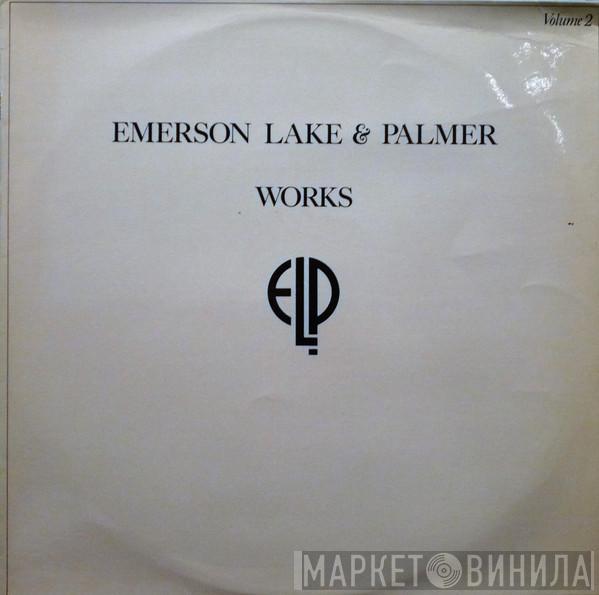 Volume 2
EMERSON LAKE & PALMER
WORKS
ELP
МАРКЕТ ВИНИЛА